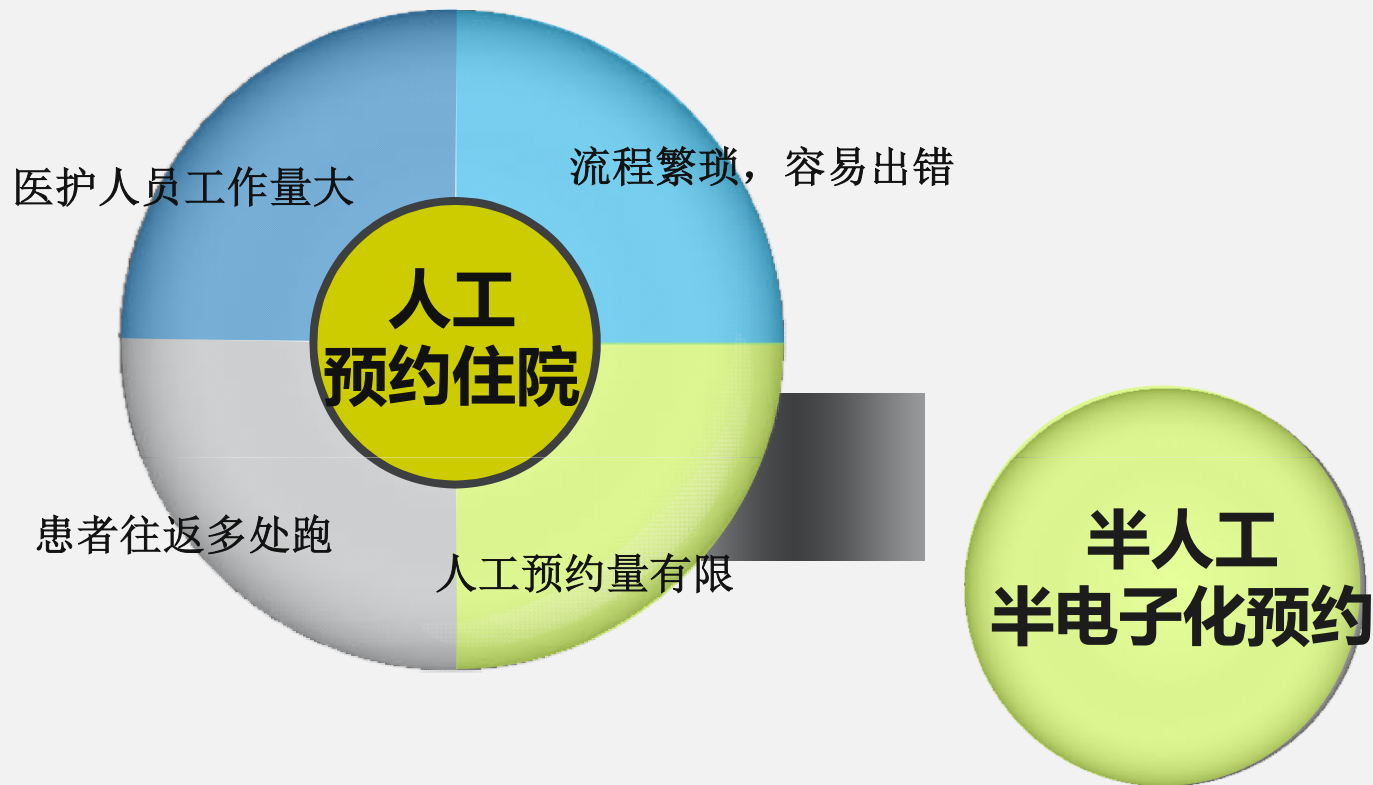 医护人员工作量大
流程繁琐，容易出错
人工
预约住院
患者往返多处跑
人工预约量有限
半人工
半电子化预约